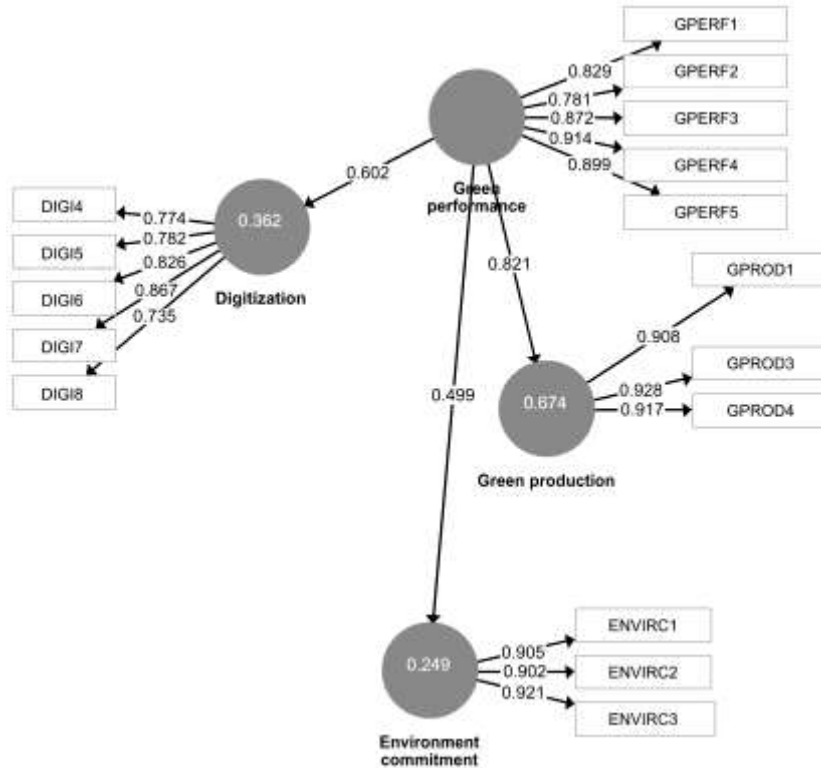 GPERF1
0.829
GPERF2
0.781
0.872
GPERF3
0.914
GPERF4
0.899
GPERF5
Green
performance
0.602
DIGI4
0.774
0.362
DIGI5
0.782
DIGI6
0.826
0.867
DIGI7
0.735
DIGI8
Digitization
0.821
GPROD1
0.908
GPROD3
0.928
0.674
0.917
GPROD4
0.499
Green production
ENVIRC1
0.905
0.249
0.902
ENVIRC2
0.921
ENVIRC3
Environment
commitment